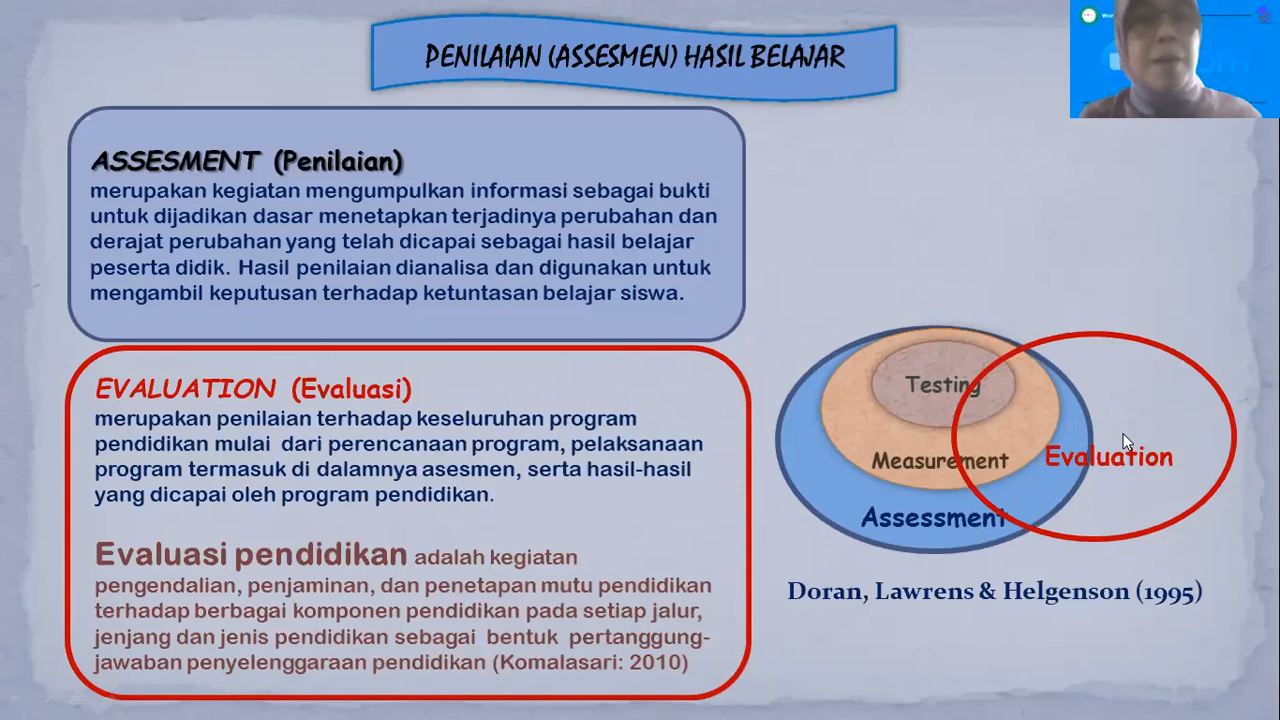 PENILAIAN (ASSESMEN) HASIL BELAJAR
ASSESMENT (Penilaian)
merupakan kegiatan mengumpulkan informasi sebagai bukti
untuk dijadikan dasar menetapkan terjadinya perubahan dan
derajat perubahan yang telah dicapai sebagai hasil belajar
peserta didik. Hasil penilaian dianalisa dan digunakan untuk
mengambil keputusan terhadap ketuntasan belajar siswa.
EVALUATION (Evaluasi)
merupakan penilaian terhadap keseluruhan program
pendidikan mulai dari perencanaan program, pelaksanaan
program termasuk di dalamnya asesmen, serta hasil-hasil
yang dicapai oleh program pendidikan.
Evaluasi pendidikan adalah kegiatan
pengendalian, penjaminan, dan penetapan mutu pendidikan
terhadap berbagai komponen pendidikan pada setiap jalur,
jenjang dan jenis pendidikan sebagai bentuk pertanggung-
jawaban penyelenggaraan pendidikan (Komalasari: 2010)
Testing
Measurement
Evaluation
Assessment
Doran, Lawrens & Helgenson (1995)